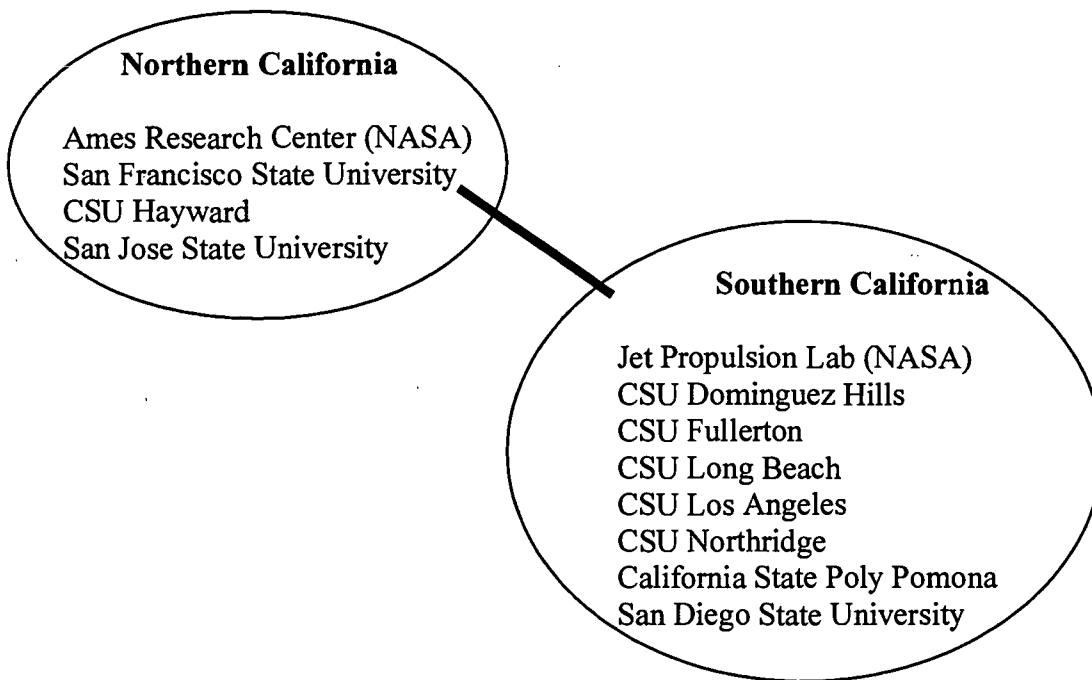 Northern California
Ames Research Center (NASA)
San Francisco State University
CSU Hayward
San Jose State University
Southern California
Jet Propulsion Lab (NASA)
CSU Dominguez Hills
CSU Fullerton
CSU Long Beach
CSU Los Angeles
CSU Northridge
California State Poly Pomona
San Diego State University